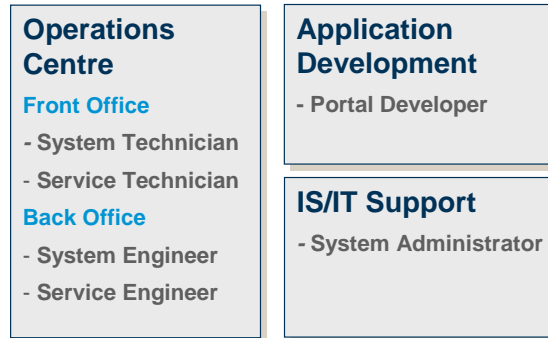 Operations
Centre
Front Office
- System Technician
- Service Technician
Back Office
- System Engineer
- Service Engineer
Application
Development
- Portal Developer
IS/IT Support
- System Administrator